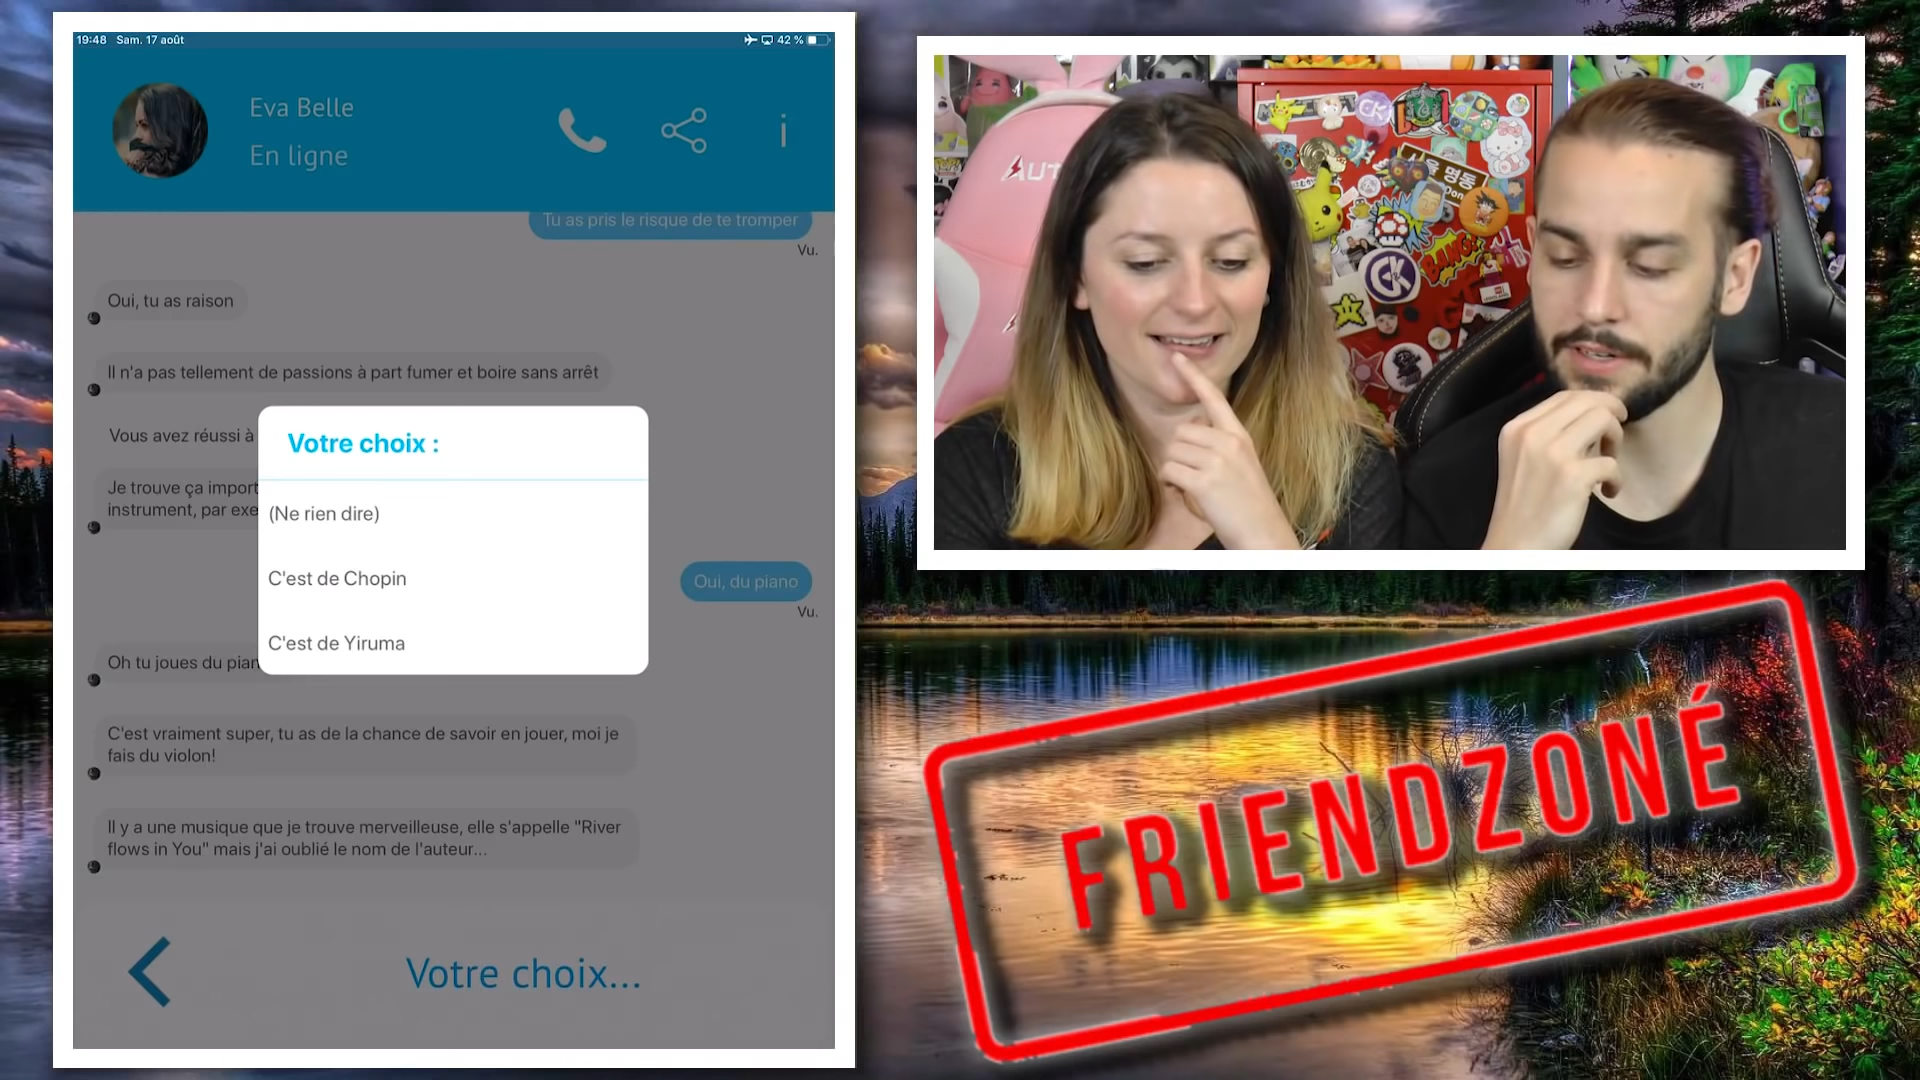 19:48 Sam. 17 août
42 %
Eva Belle
En ligne
i
Tu as pris le risque de te tromper
Vu.
Oui, tu as raison
Il n'a pas tellement de passions à part fumer et boire sans arrêt
Vous avez réussi à
Je trouve ça import
instrument, par exe
Votre choix :
(Ne rien dire)
C'est de Chopin
C'est de Yiruma
Oui, du piano
Vu.
Oh tu joues du pian
C'est vraiment super, tu as de la chance de savoir en jouer, moi je
fais du violon!
Il y a une musique que je trouve merveilleuse, elle s'appelle "River
flows in You" mais j'ai oublié le nom de l'auteur...
Votre choix...
AUT
CK
BANG!
CK
FRIENDZONÉ